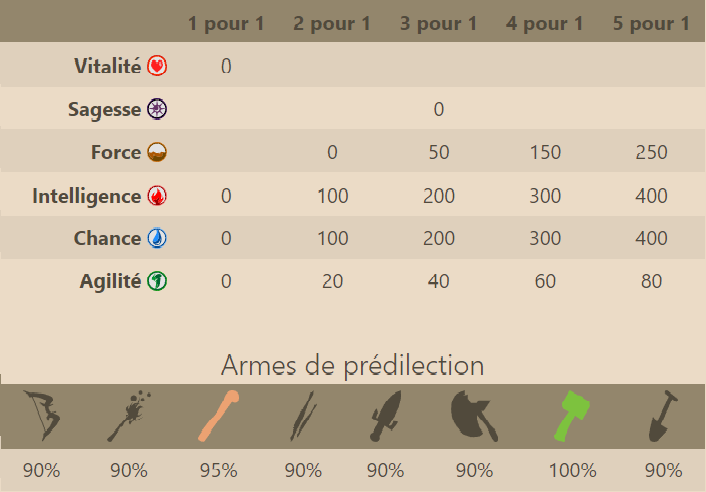 1 pour 1 2 pour 1 3 pour 1 4 pour 1 5 pour 1
Vitalité 0
Sagesse 0
Force 0 50 150 250
Intelligence 0 100 200 300 400
Chance 0 100 200 300 400
Agilité 0 20 40 60 80
Armes de prédilection
90% 90% 95% 90% 90% 90% 100% 90%